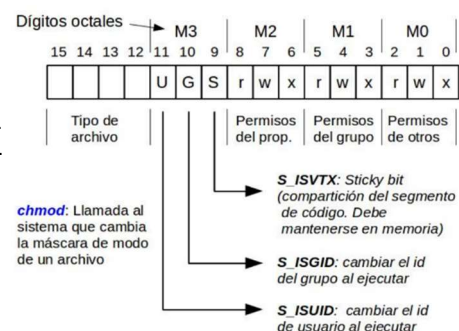 Dígitos octales
M3 M2 M1 M0
15 14 13 12 11 10 9 8 7 6 5 4 3 2 1 0
U G S r w x r w x r w x
Tipo de archivo
Permisos del prop.
Permisos del grupo
Permisos de otros
S_ISVTX: Sticky bit
(compartición del segmento
de código. Debe
mantenerse en memoria)
chmod: Llamada al
sistema que cambia
la máscara de modo
de un archivo
S_ISGID: cambiar el id
del grupo al ejecutar
S_ISUID: cambiar el id
de usuario al ejecutar